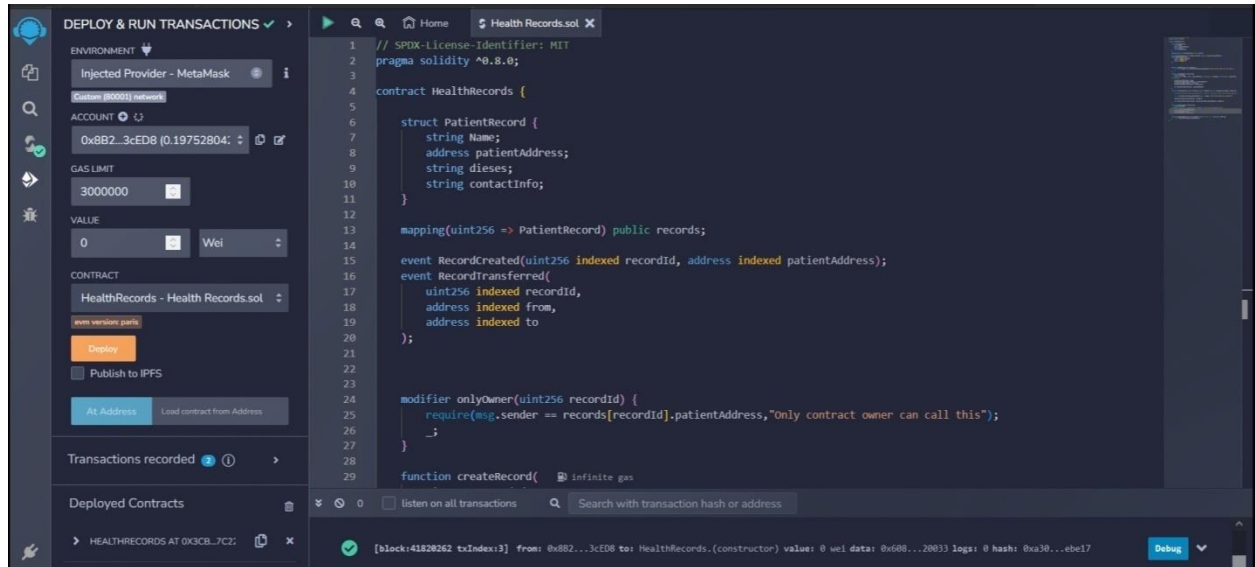 DEPLOY & RUN TRANSACTIONS
ENVIRONMENT
Injected Provider - MetaMask
Custom (80001) network
ACCOUNT
0x8B2...3cED8 (0.19752804
GAS LIMIT
3000000
VALUE
0 Wei
CONTRACT
HealthRecords - Health Records.sol
evm version: paris
Deploy
Publish to IPFS
At Address Load contract from Address
Transactions recorded 2
Deployed Contracts
HEALTHRECORDS AT 0X3CB...7C2
Home Health Records.sol
1 // SPDX-License-Identifier: MIT
2 pragma solidity ^0.8.0;
3
4 contract HealthRecords {
5
6 struct PatientRecord {
7 string Name;
8 address patientAddress;
9 string dieses;
10 string contactInfo;
11 }
12
13 mapping(uint256 => PatientRecord) public records;
14
15 event RecordCreated(uint256 indexed recordId, address indexed patientAddress);
16 event RecordTransferred(
17 uint256 indexed recordId,
18 address indexed from,
19 address indexed to
20 );
21
22
23
24 modifier onlyOwner(uint256 recordId) {
25 require(msg.sender == records[recordId].patientAddress,"Only contract owner can call this");
26 _;
27 }
28
29 function createRecord( infinite gas
0 listen on all transactions Search with transaction hash or address
[block:41820262 txIndex:3] from: 0x8B2...3cED8 to: HealthRecords.(constructor) value: 0 wei data: 0x608...20033 logs: 0 hash: 0xa30...ebe17 Debug